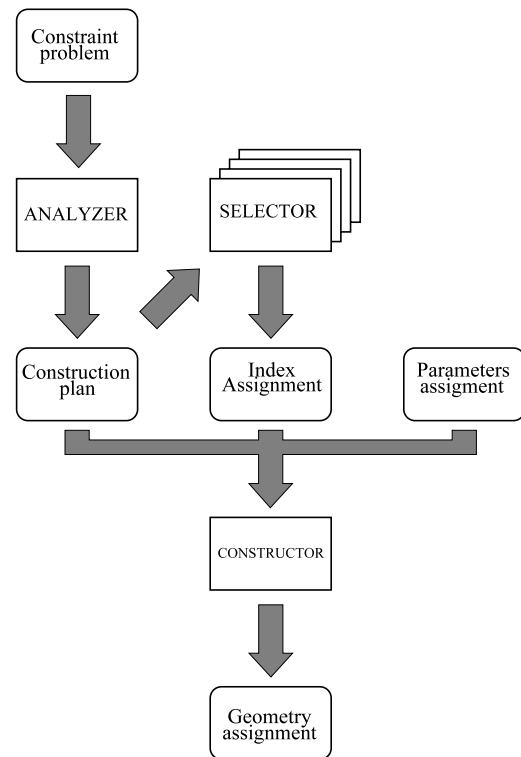 Constraint
problem
ANALYZER
SELECTOR
Construction
plan
Index
Assignment
Parameters
assigment
CONSTRUCTOR
Geometry
assignment